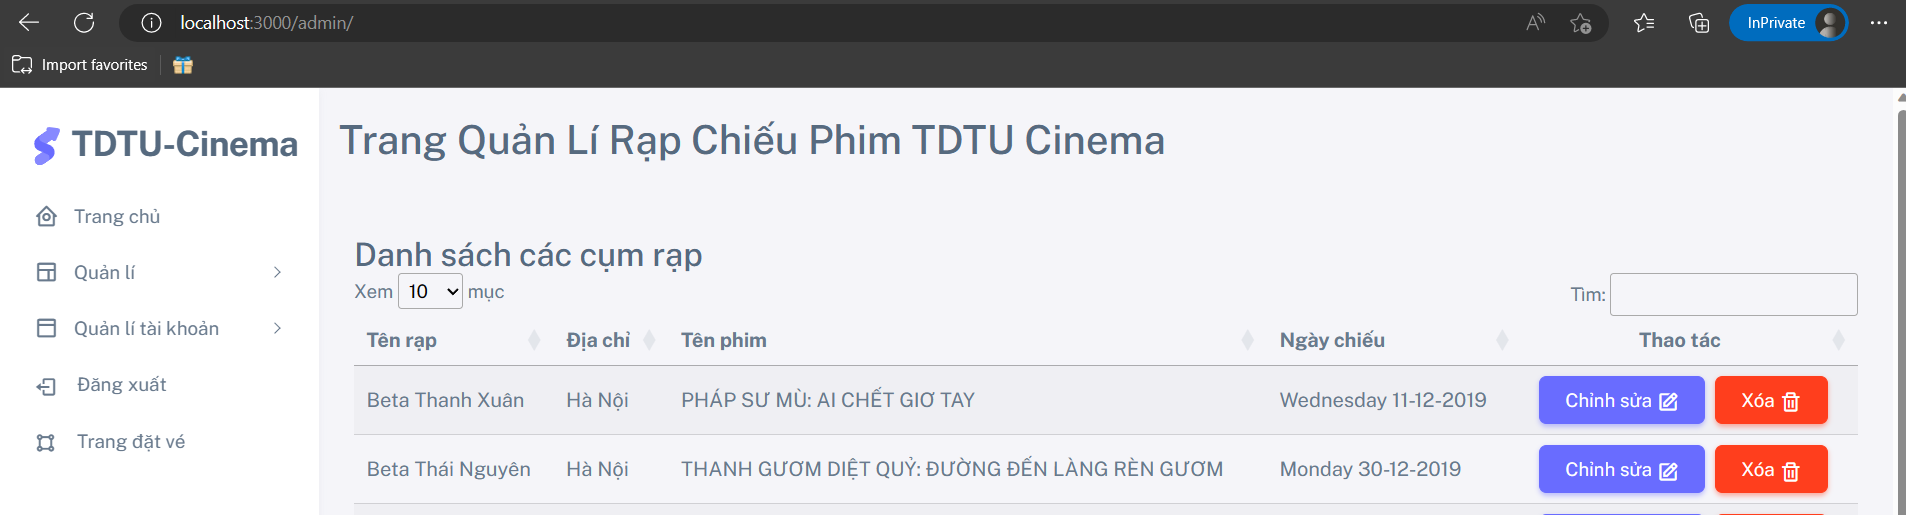 localhost:3000/admin/
InPrivate
Import favorites
TDTU-Cinema
Trang chủ
Quản lí
Quản lí tài khoản
Đăng xuất
Trang đặt vé
Trang Quản Lí Rạp Chiếu Phim TDTU Cinema
Danh sách các cụm rạp
Xem 10 mục
Tìm:
Tên rạp Địa chỉ Tên phim Ngày chiếu Thao tác
Beta Thanh Xuân Hà Nội PHÁP SƯ MÙ: AI CHẾT GIƠ TAY Wednesday 11-12-2019 Chỉnh sửa Xóa
Beta Thái Nguyên Hà Nội THANH GƯƠM DIỆT QUỶ: ĐƯỜNG ĐẾN LÀNG RÈN GƯƠM Monday 30-12-2019 Chỉnh sửa Xóa